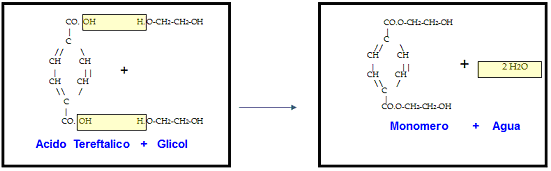 CO. OH H.O-CH2-CH2-OH
|
C
// \
CH CH
| ||
CH CH
\\ /
C
|
CO. OH H.O-CH2-CH2-OH
+
Acido Tereftalico + Glicol
CO.O-CH2-CH2-OH
|
C
// \
CH CH
| ||
CH CH
\\ /
C
|
CO.O-CH2-CH2-OH
+
2 H2O
Monomero + Agua